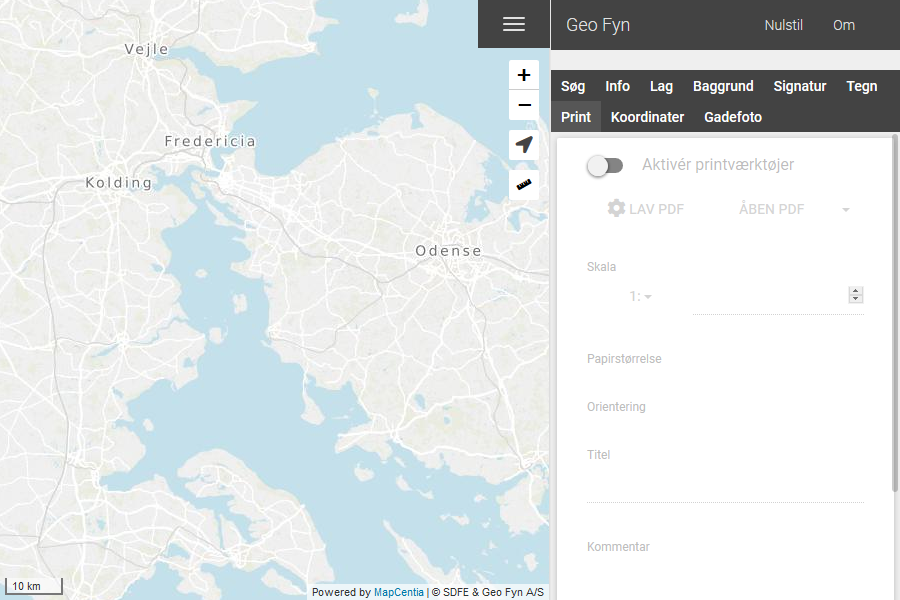 Vejle
Fredericia
Kolding
Odense
10 km
Powered by MapCentia | © SDFE & Geo Fyn A/S
Geo Fyn
Nulstil
Om
Søg Info Lag Baggrund Signatur Tegn
Print Koordinater Gadefoto
Aktivér printværktøjer
LAV PDF
ÅBEN PDF
Skala
1:
Papirstørrelse
Orientering
Titel
Kommentar